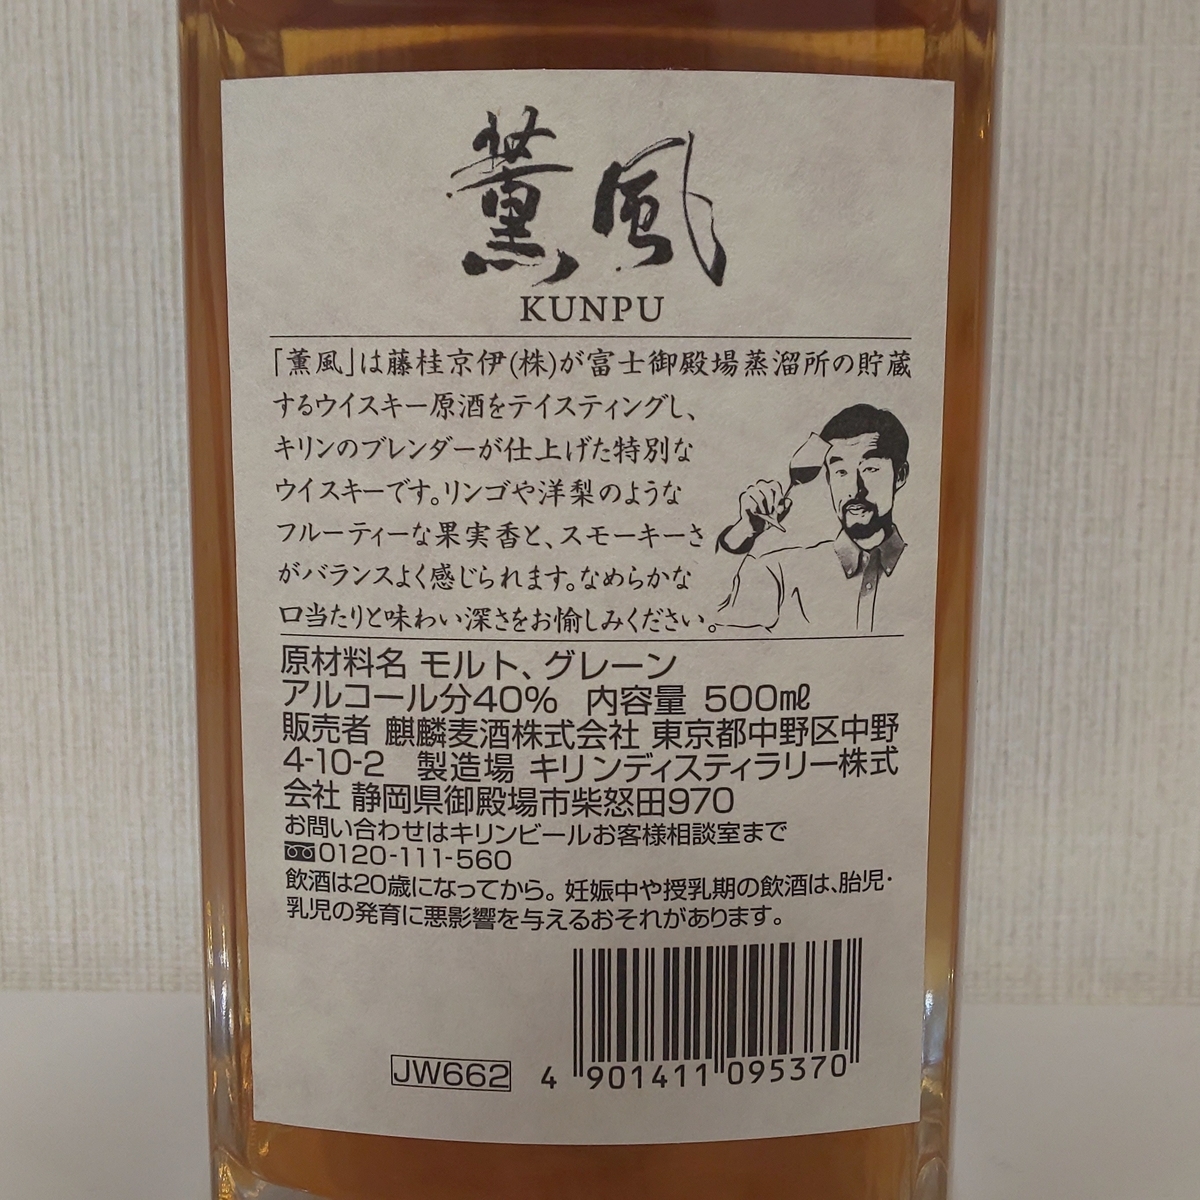 薫風
KUNPU
「薫風」は藤桂京伊(株)が富士御殿場蒸溜所の貯蔵
するウイスキー原酒をテイスティングし、
キリンのブレンダーが仕上げた特別な
ウイスキーです。リンゴや洋梨のような
フルーティーな果実香と、スモーキーさ
がバランスよく感じられます。なめらかな
口当たりと味わい深さをお愉しみください。
原材料名 モルト、グレーン
アルコール分40% 内容量 500㎖
販売者 麒麟麦酒株式会社 東京都中野区中野
4-10-2 製造場 キリンディスティラリー株式
会社 静岡県御殿場市柴怒田970
お問い合わせはキリンビールお客様相談室まで
0120-111-560
飲酒は20歳になってから。妊娠中や授乳期の飲酒は、胎児・
乳児の発育に悪影響を与えるおそれがあります。
JW662 4 901411 095370